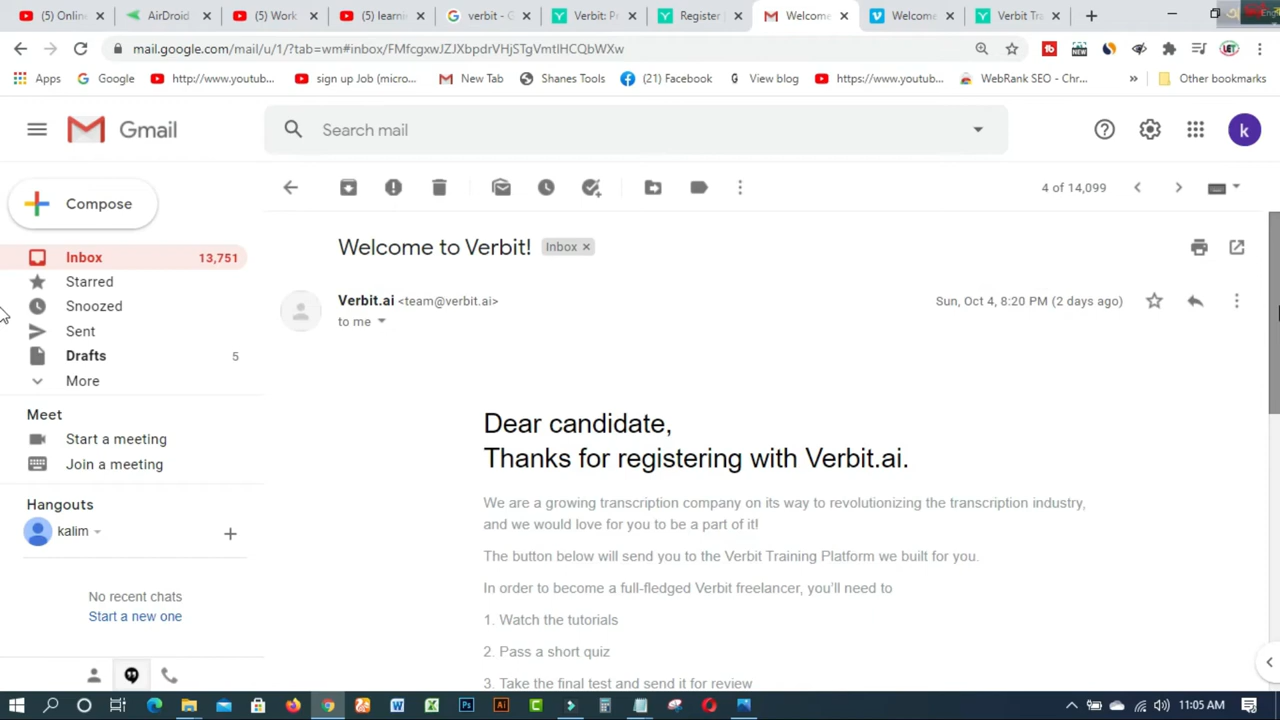 (5) Onlin
AirDroid
(5) Work
(5) learni
verbit - G
Verbit: Pr
Register
Welcome
Welcome
Verbit Tra
mail.google.com/mail/u/1/?tab=wm#inbox/FMfcgxwJZJXbpdrVHjSTgVmtlHCQbWXw
Apps
Google
http://www.youtub...
sign up Job (micro...
New Tab
Shanes Tools
(21) Facebook
View blog
https://www.youtub...
WebRank SEO - Chr...
»
Other bookmarks
Gmail
Search mail
k
Compose
4 of 14,099
Inbox 13,751
Starred
Snoozed
Sent
Drafts 5
More
Meet
Start a meeting
Join a meeting
Hangouts
kalim
No recent chats
Start a new one
Welcome to Verbit! Inbox ×
Verbit.ai <team@verbit.ai>
Sun, Oct 4, 8:20 PM (2 days ago)
to me
Dear candidate,
Thanks for registering with Verbit.ai.
We are a growing transcription company on its way to revolutionizing the transcription industry,
and we would love for you to be a part of it!
The button below will send you to the Verbit Training Platform we built for you.
In order to become a full-fledged Verbit freelancer, you'll need to
1. Watch the tutorials
2. Pass a short quiz
3. Take the final test and send it for review
11:05 AM